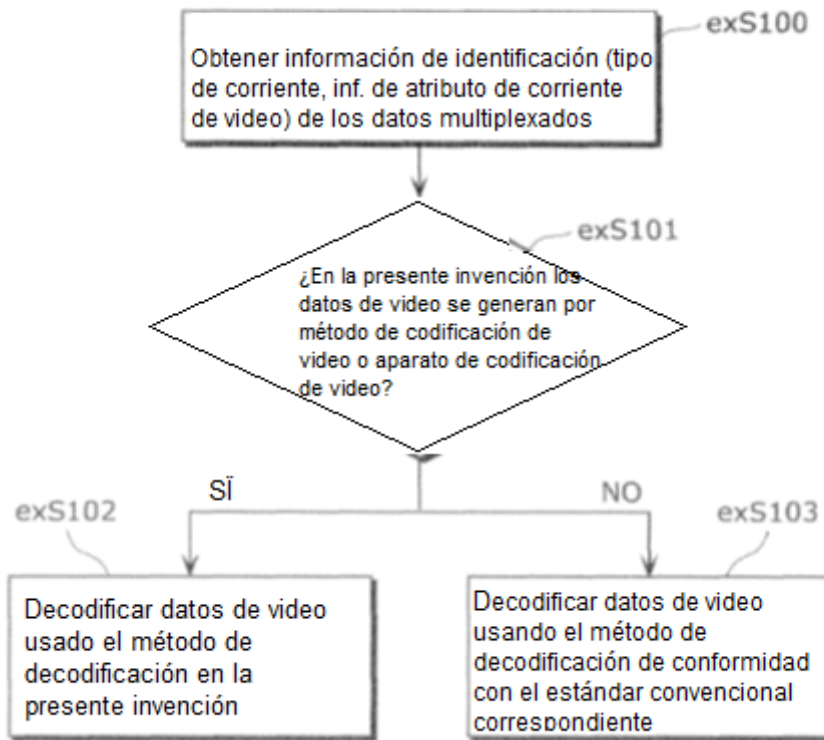 exS100
Obtener información de identificación (tipo
de corriente, inf. de atributo de corriente
de video) de los datos multiplexados
exS101
¿En la presente invención los
datos de video se generan por
método de codificación de
video o aparato de codificación
de video?
SÏ
NO
exS102
exS103
Decodificar datos de video
usado el método de
decodificación en la
presente invención
Decodificar datos de video
usando el método de
decodificación de conformidad
con el estándar convencional
correspondiente